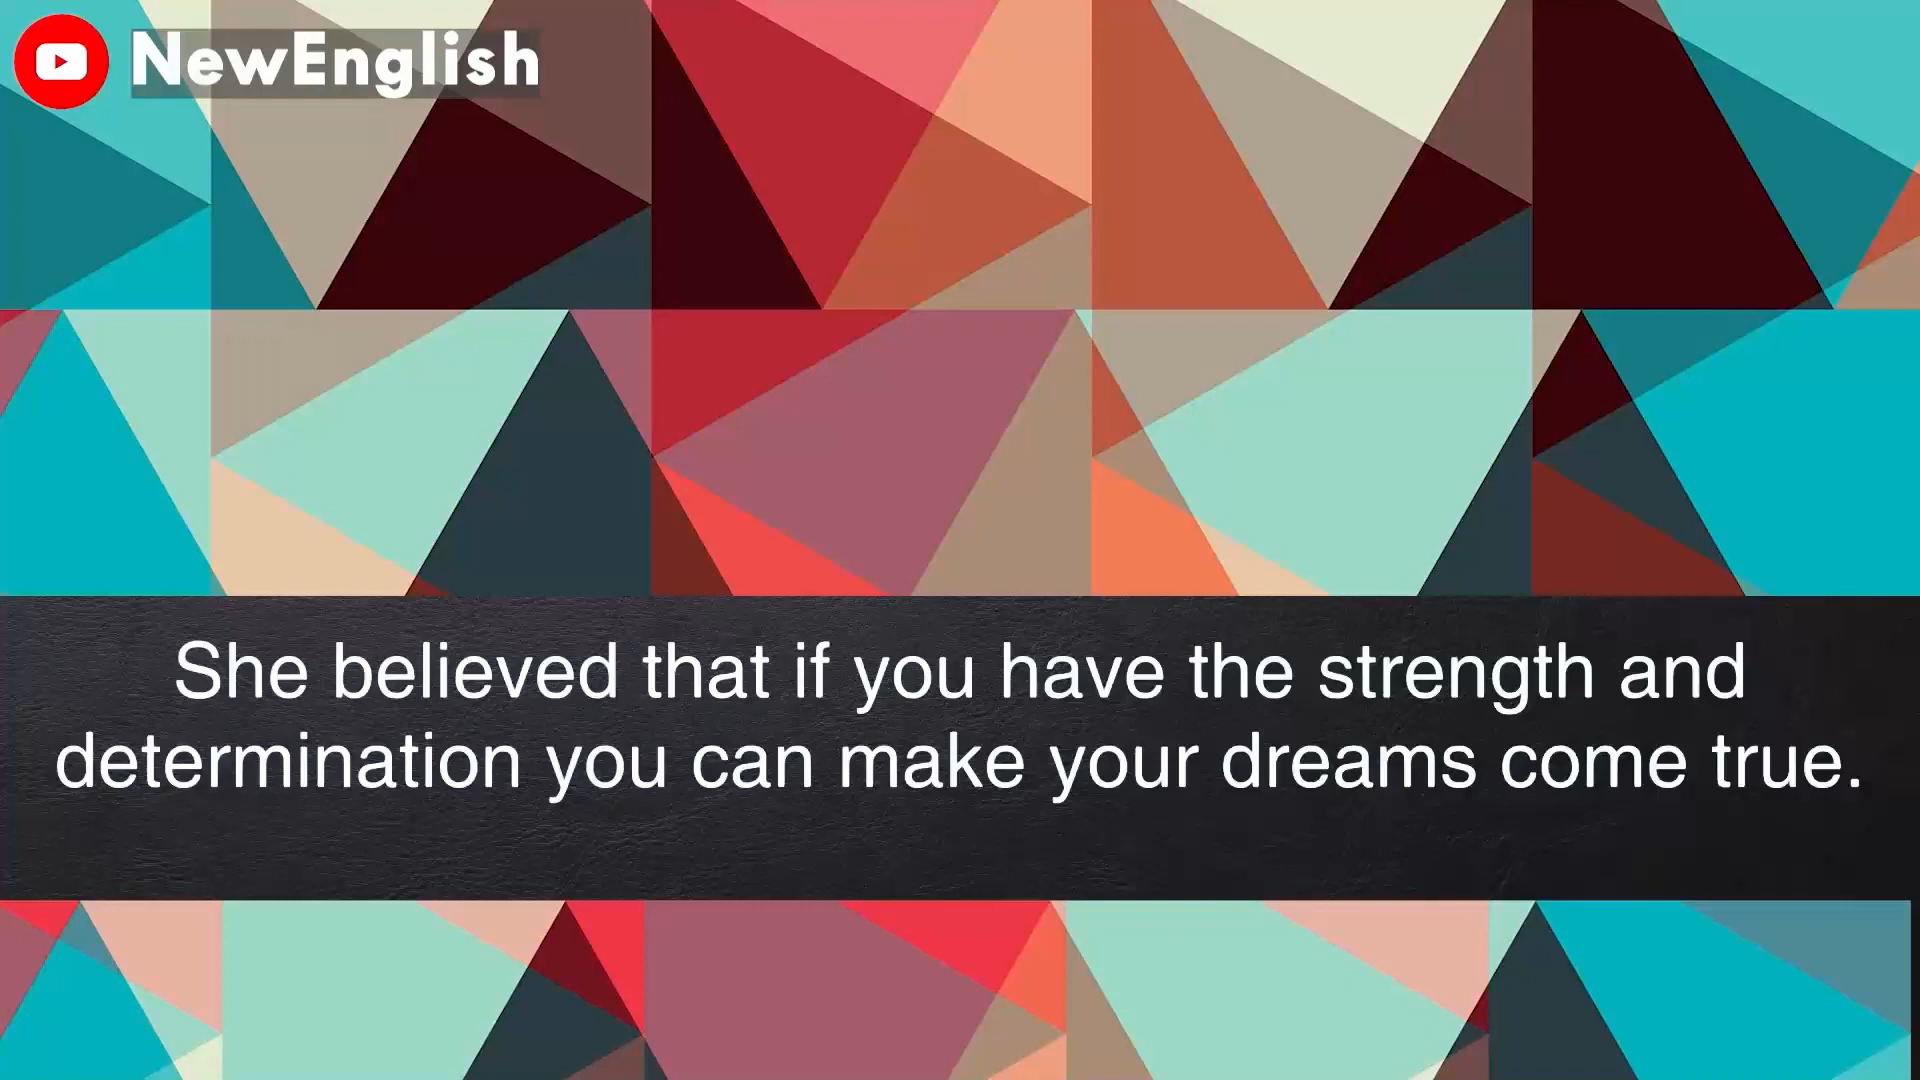 NewEnglish
She believed that if you have the strength and
determination you can make your dreams come true.